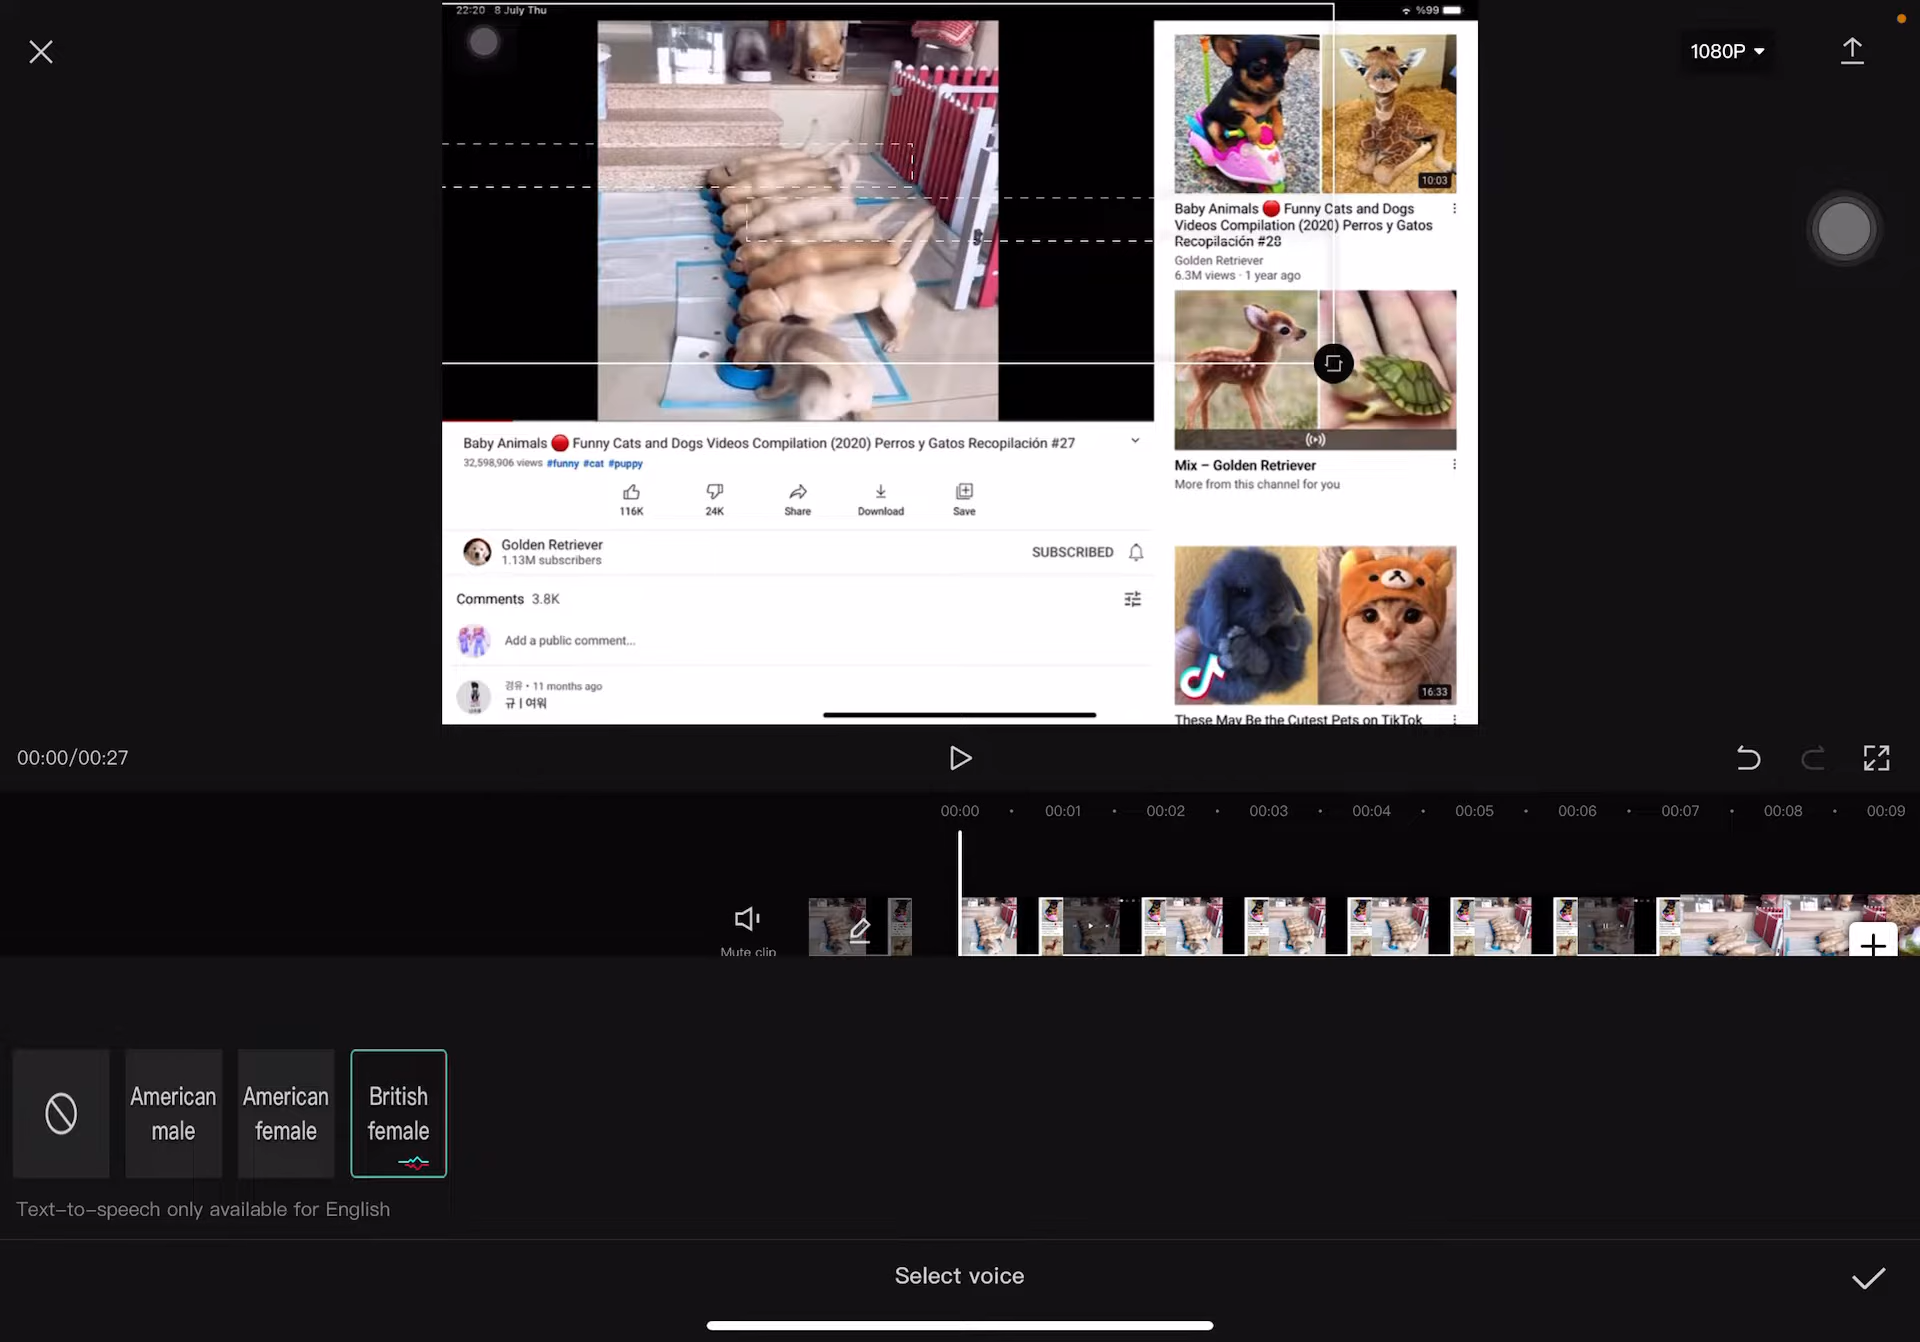 22:20 8 July Thu
%99
1080P
10:03
Baby Animals 🔴 Funny Cats and Dogs
Videos Compilation (2020) Perros y Gatos
Recopilación #28
Golden Retriever
6.3M views · 1 year ago
Baby Animals 🔴 Funny Cats and Dogs Videos Compilation (2020) Perros y Gatos Recopilación #27
32,598,906 views #funny #cat #puppy
116K
24K
Share
Download
Save
Mix – Golden Retriever
More from this channel for you
Golden Retriever
1.13M subscribers
SUBSCRIBED
Comments 3.8K
Add a public comment...
경유 • 11 months ago
규 | 여워
16:33
These May Be the Cutest Pets on TikTok
00:00/00:27
00:00
00:01
00:02
00:03
00:04
00:05
00:06
00:07
00:08
00:09
Mute clip
American
male
American
female
British
female
Text-to-speech only available for English
Select voice